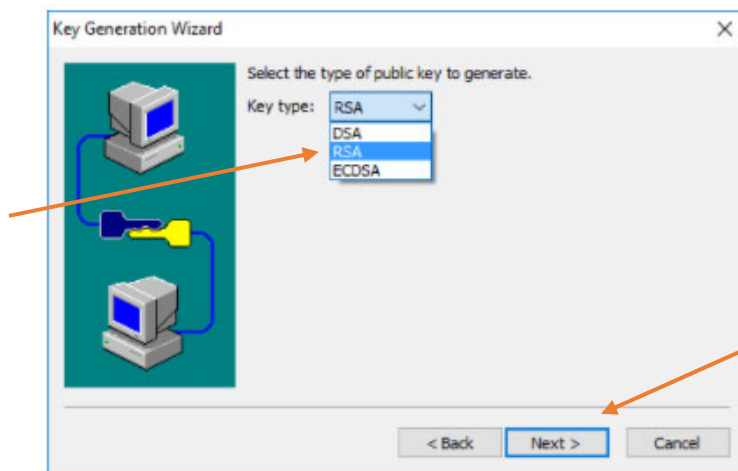 Key Generation Wizard
Select the type of public key to generate.
Key type: RSA
DSA
RSA
ECDSA
< Back Next > Cancel